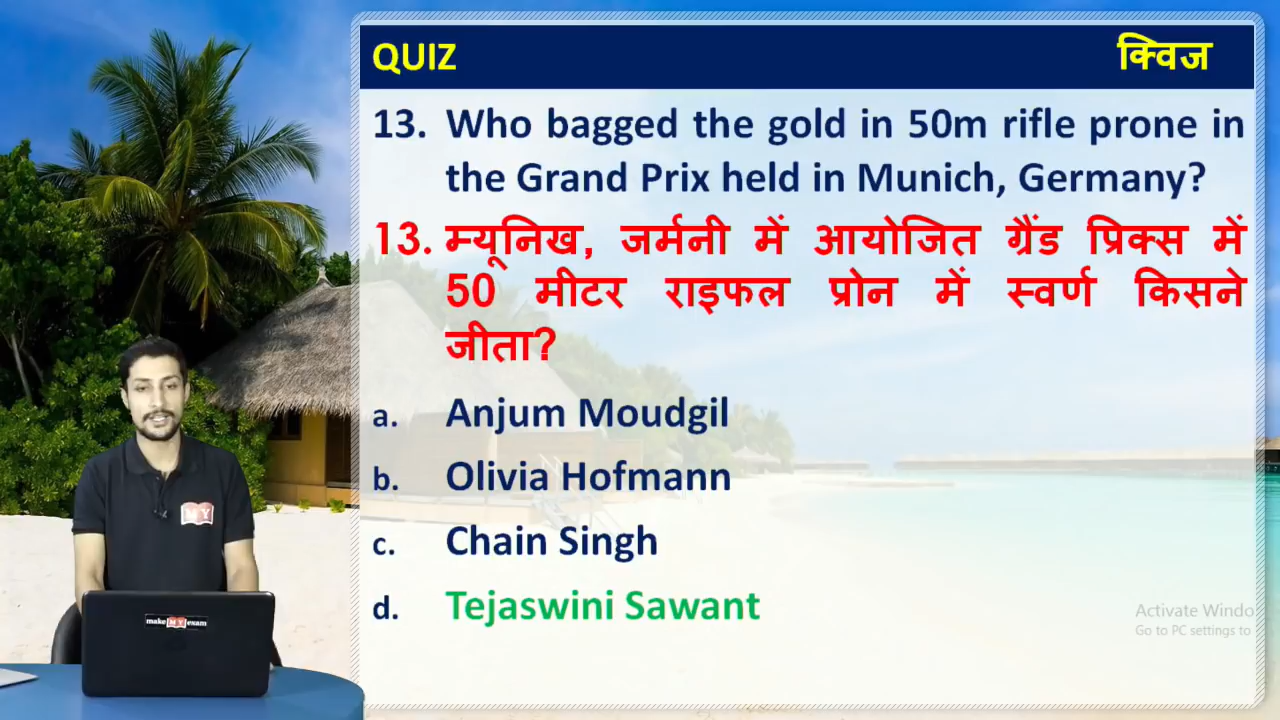 QUIZ क्विज
13. Who bagged the gold in 50m rifle prone in
the Grand Prix held in Munich, Germany?
13. म्यूनिख, जर्मनी में आयोजित ग्रैंड प्रिक्स में
50 मीटर राइफल प्रोन में स्वर्ण किसने
जीता?
a. Anjum Moudgil
b. Olivia Hofmann
c. Chain Singh
d. Tejaswini Sawant
MY
make MY exam
Activate Windo
Go to PC settings to